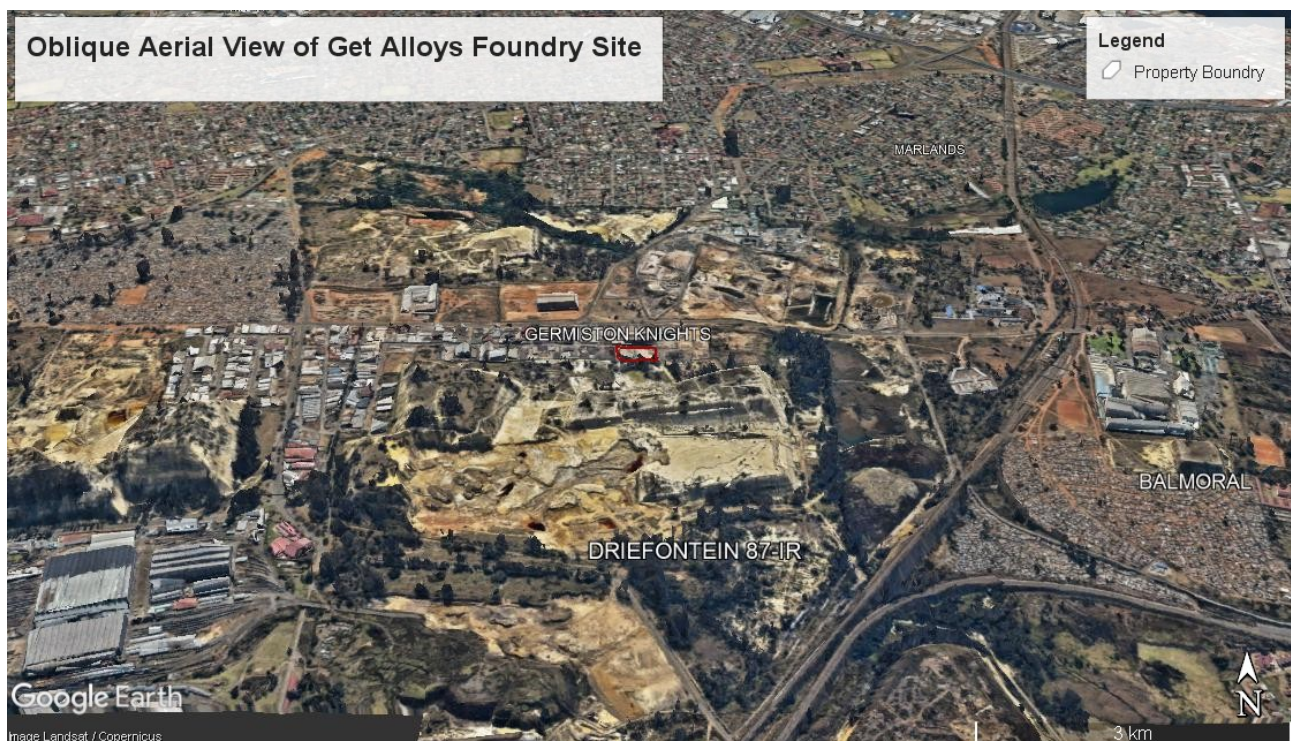 Oblique Aerial View of Get Alloys Foundry Site
Legend
Property Boundry
MARLANDS
GERMISTON KNIGHTS
BALMORAL
DRIEFONTEIN 87-IR
Google Earth
N
Image Landsat / Copernicus
3 km